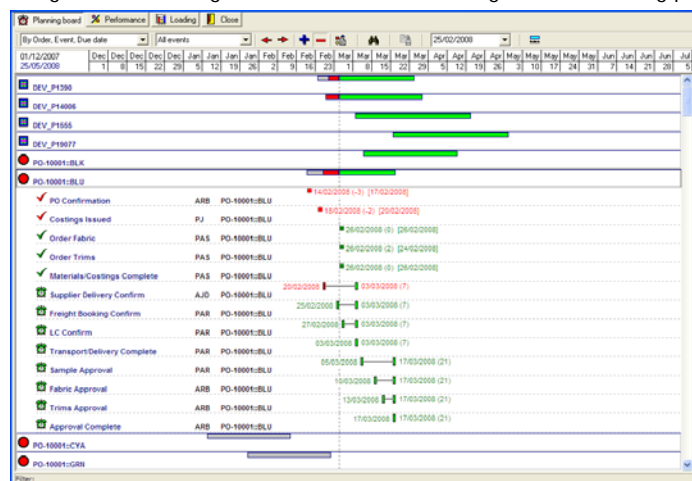 Planning board Performance Loading Close
By Order, Event, Due date All events 25/02/2008
01/12/2007 Dec Dec Dec Dec Dec Jan Jan Jan Jan Feb Feb Feb Feb Mar Mar Mar Mar Mar Apr Apr Apr Apr May May May May May Jun Jun Jun Jun Jul
25/05/2008 1 8 15 22 29 5 12 19 26 2 9 16 23 1 8 15 22 29 5 12 19 26 3 10 17 24 31 7 14 21 28 5
DEV_P1390
DEV_P14006
DEV_P1555
DEV_P19077
PO-10001::BLK
PO-10001::BLU
PO Confirmation ARB PO-10001::BLU 14/02/2008 (-3) [17/02/2008]
Costings Issued PJ PO-10001::BLU 18/02/2008 (-2) [20/02/2008]
Order Fabric PAS PO-10001::BLU 26/02/2008 (0) [26/02/2008]
Order Trims PAS PO-10001::BLU 26/02/2008 (2) [24/02/2008]
Materials/Costings Complete PAS PO-10001::BLU 26/02/2008 (0) [26/02/2008]
Supplier Delivery Confirm AJD PO-10001::BLU 20/02/2008 03/03/2008 (7)
Freight Booking Confirm PAR PO-10001::BLU 25/02/2008 03/03/2008 (7)
LC Confirm PAR PO-10001::BLU 27/02/2008 03/03/2008 (7)
Transport/Delivery Complete PAR PO-10001::BLU 03/03/2008 03/03/2008 (7)
Sample Approval PAR PO-10001::BLU 05/03/2008 17/03/2008 (21)
Fabric Approval ARB PO-10001::BLU 10/03/2008 17/03/2008 (21)
Trims Approval ARB PO-10001::BLU 13/03/2008 17/03/2008 (21)
Approval Complete ARB PO-10001::BLU 17/03/2008 17/03/2008 (21)
PO-10001::CYA
PO-10001::GRN
Filter: